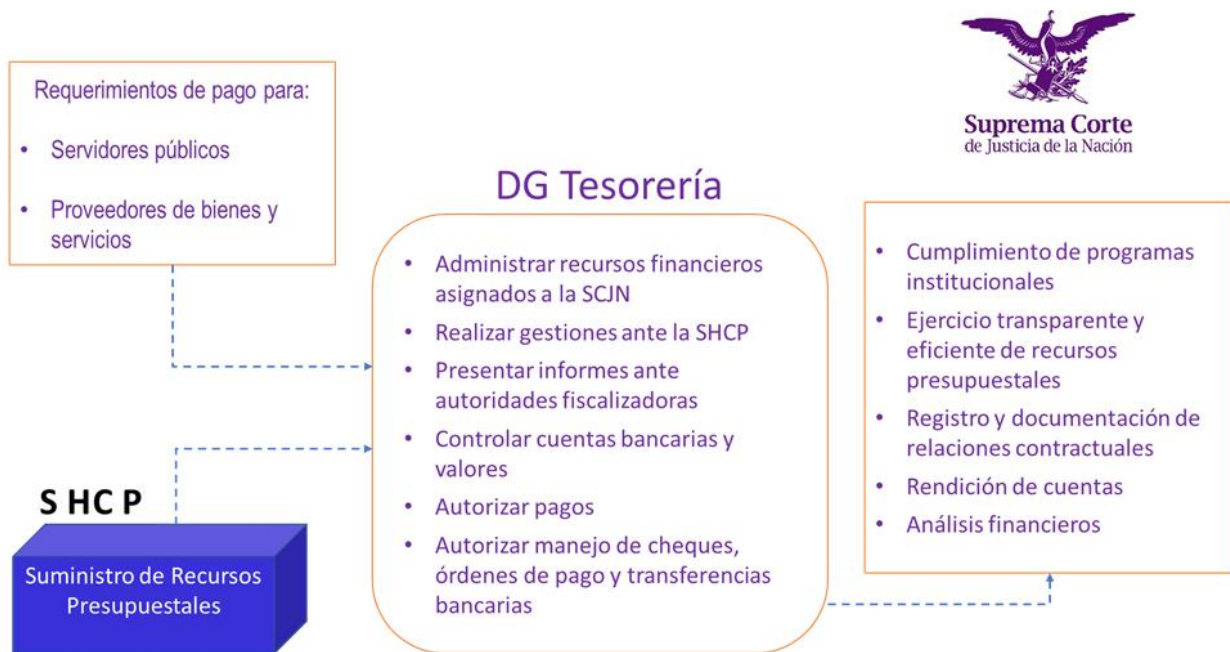 Suprema Corte
de Justicia de la Nación
Requerimientos de pago para:
• Servidores públicos
• Proveedores de bienes y
servicios
S HC P
Suministro de Recursos
Presupuestales
DG Tesorería
• Administrar recursos financieros
asignados a la SCJN
• Realizar gestiones ante la SHCP
• Presentar informes ante
autoridades fiscalizadoras
• Controlar cuentas bancarias y
valores
• Autorizar pagos
• Autorizar manejo de cheques,
órdenes de pago y transferencias
bancarias
• Cumplimiento de programas
institucionales
• Ejercicio transparente y
eficiente de recursos
presupuestales
• Registro y documentación de
relaciones contractuales
• Rendición de cuentas
• Análisis financieros